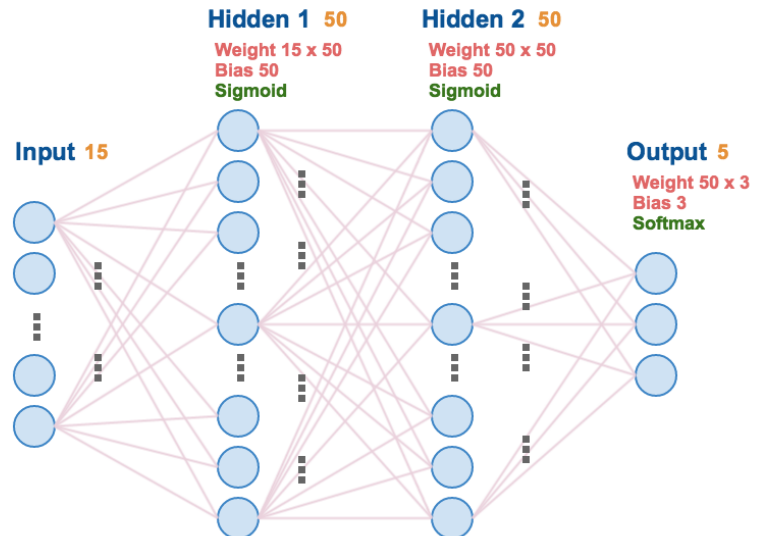 Hidden 1 50
Weight 15 x 50
Bias 50
Sigmoid
Hidden 2 50
Weight 50 x 50
Bias 50
Sigmoid
Input 15
Output 5
Weight 50 x 3
Bias 3
Softmax